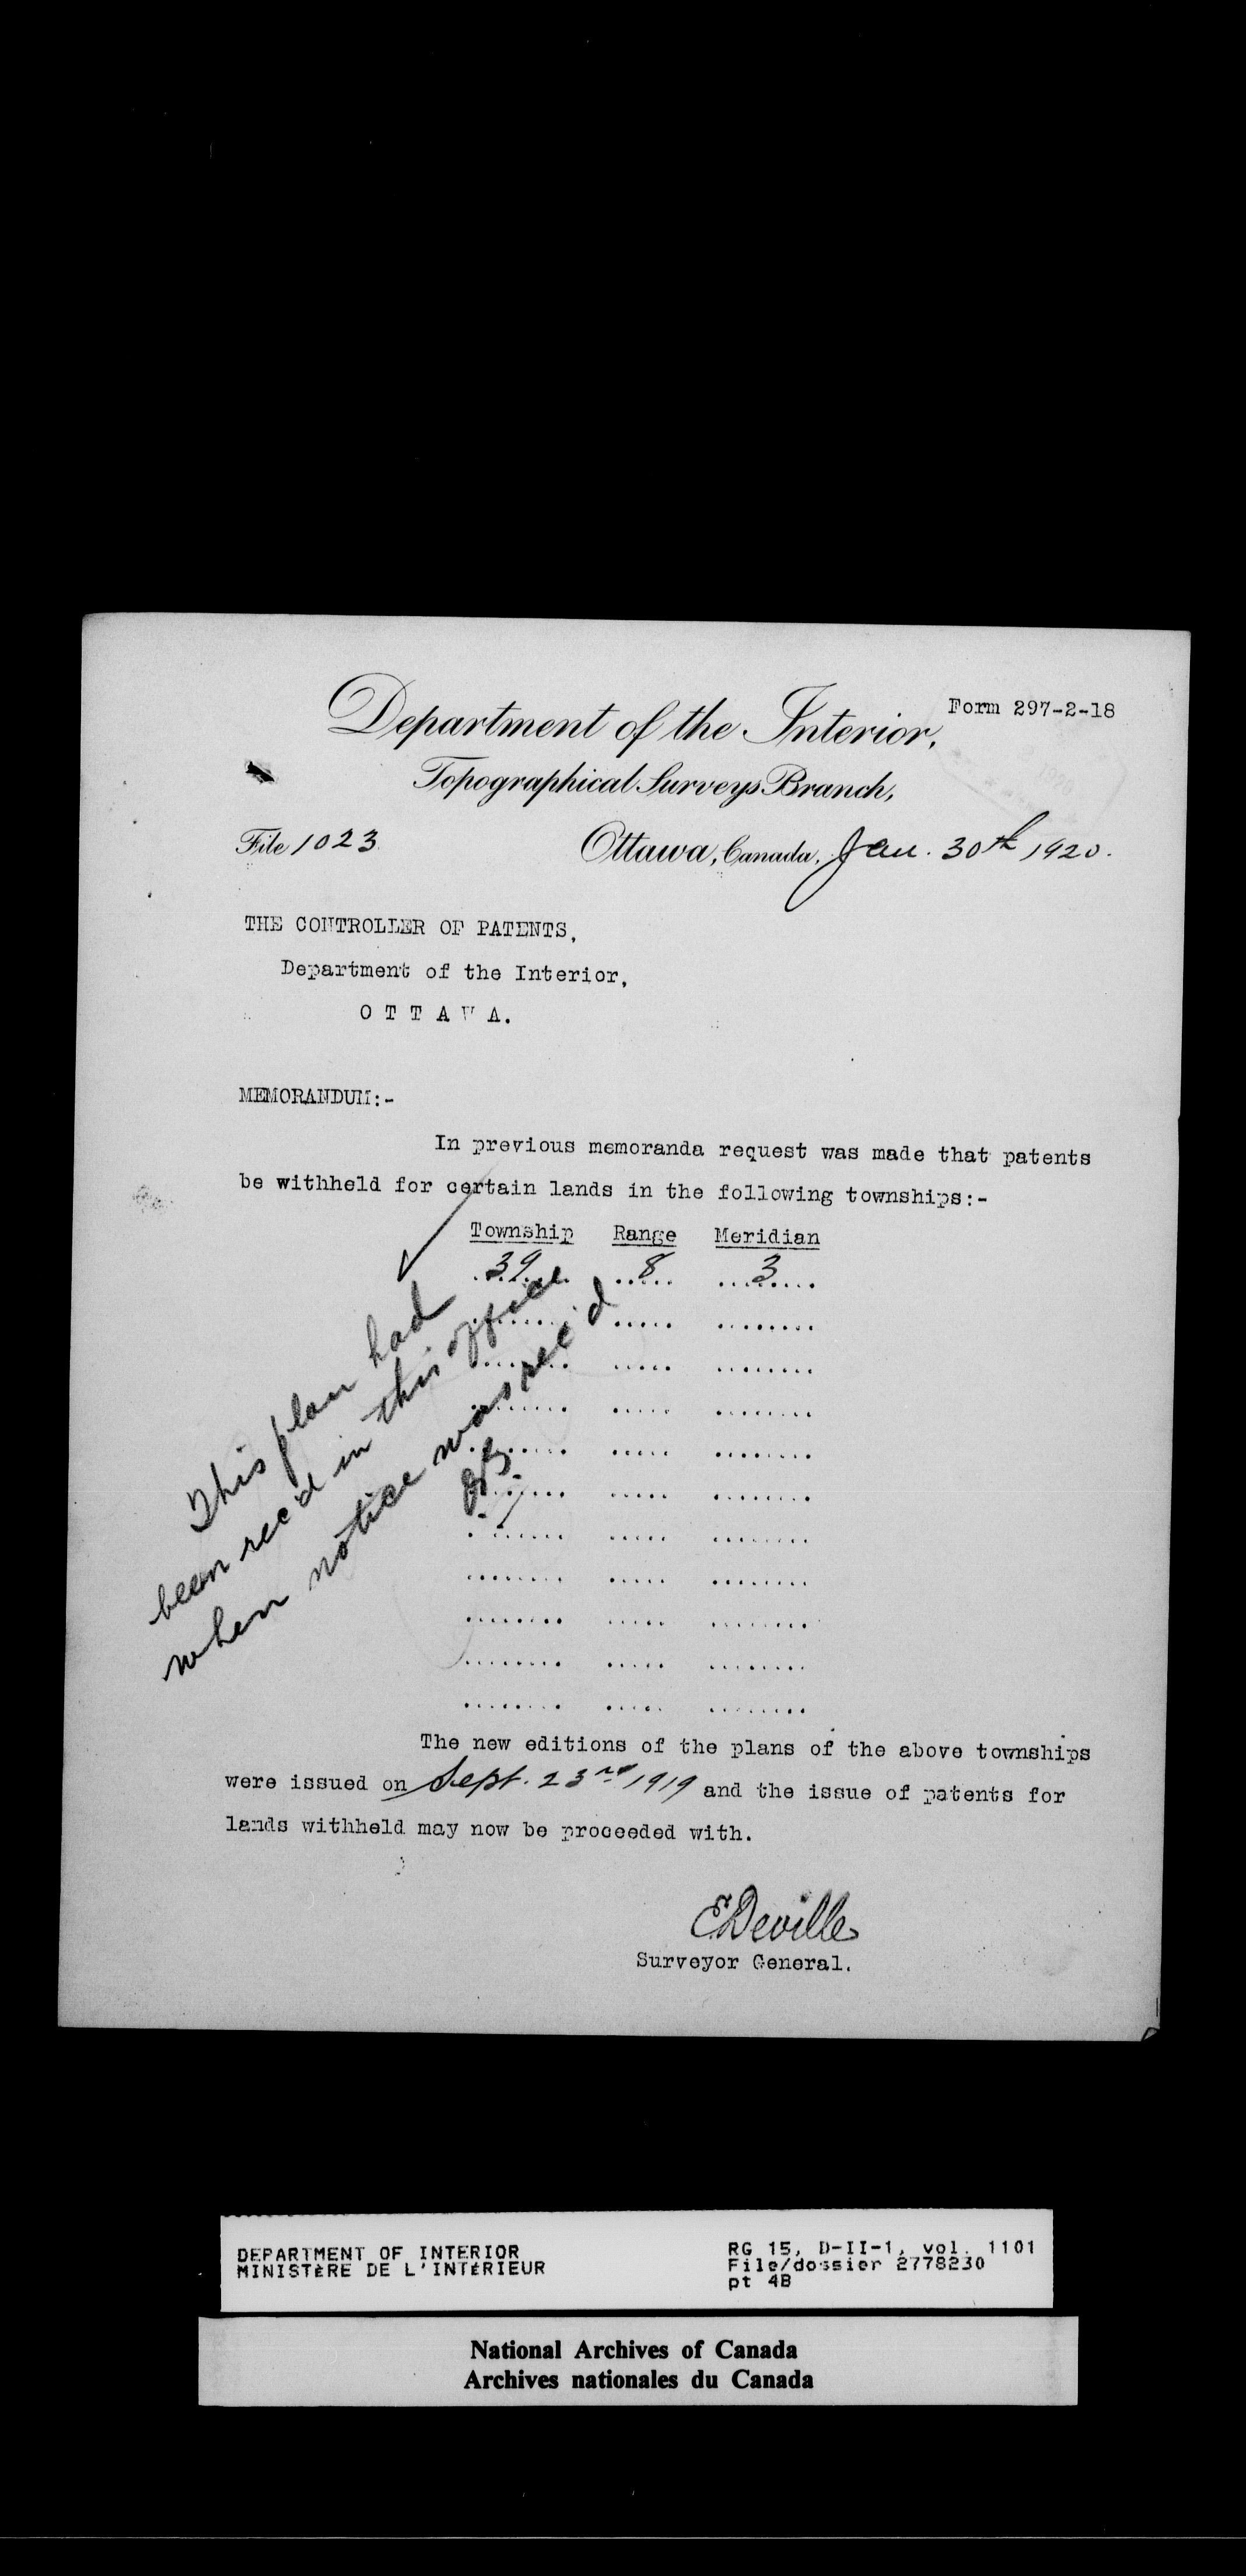 Form 297-2-18
Department of the Interior,
Topographical Surveys Branch,
File 1023. Ottawa, Canada, Jan. 30th 1920.
THE CONTROLLER OF PATENTS,
Department of the Interior,
O T T A W A.
MEMORANDUM:-
In previous memoranda request was made that patents
be withheld for certain lands in the following townships:-
Township Range Meridian
39 8 3
This plan had
been rec'd in this office
when notice was rec'd
The new editions of the plans of the above townships
were issued on Sept. 23rd 1919 and the issue of patents for
lands withheld may now be proceeded with.
E Deville
Surveyor General.
DEPARTMENT OF INTERIOR
MINISTÈRE DE L'INTÉRIEUR
RG 15, D-II-1, vol. 1101
File/dossier 2778230
pt 4B
National Archives of Canada
Archives nationales du Canada